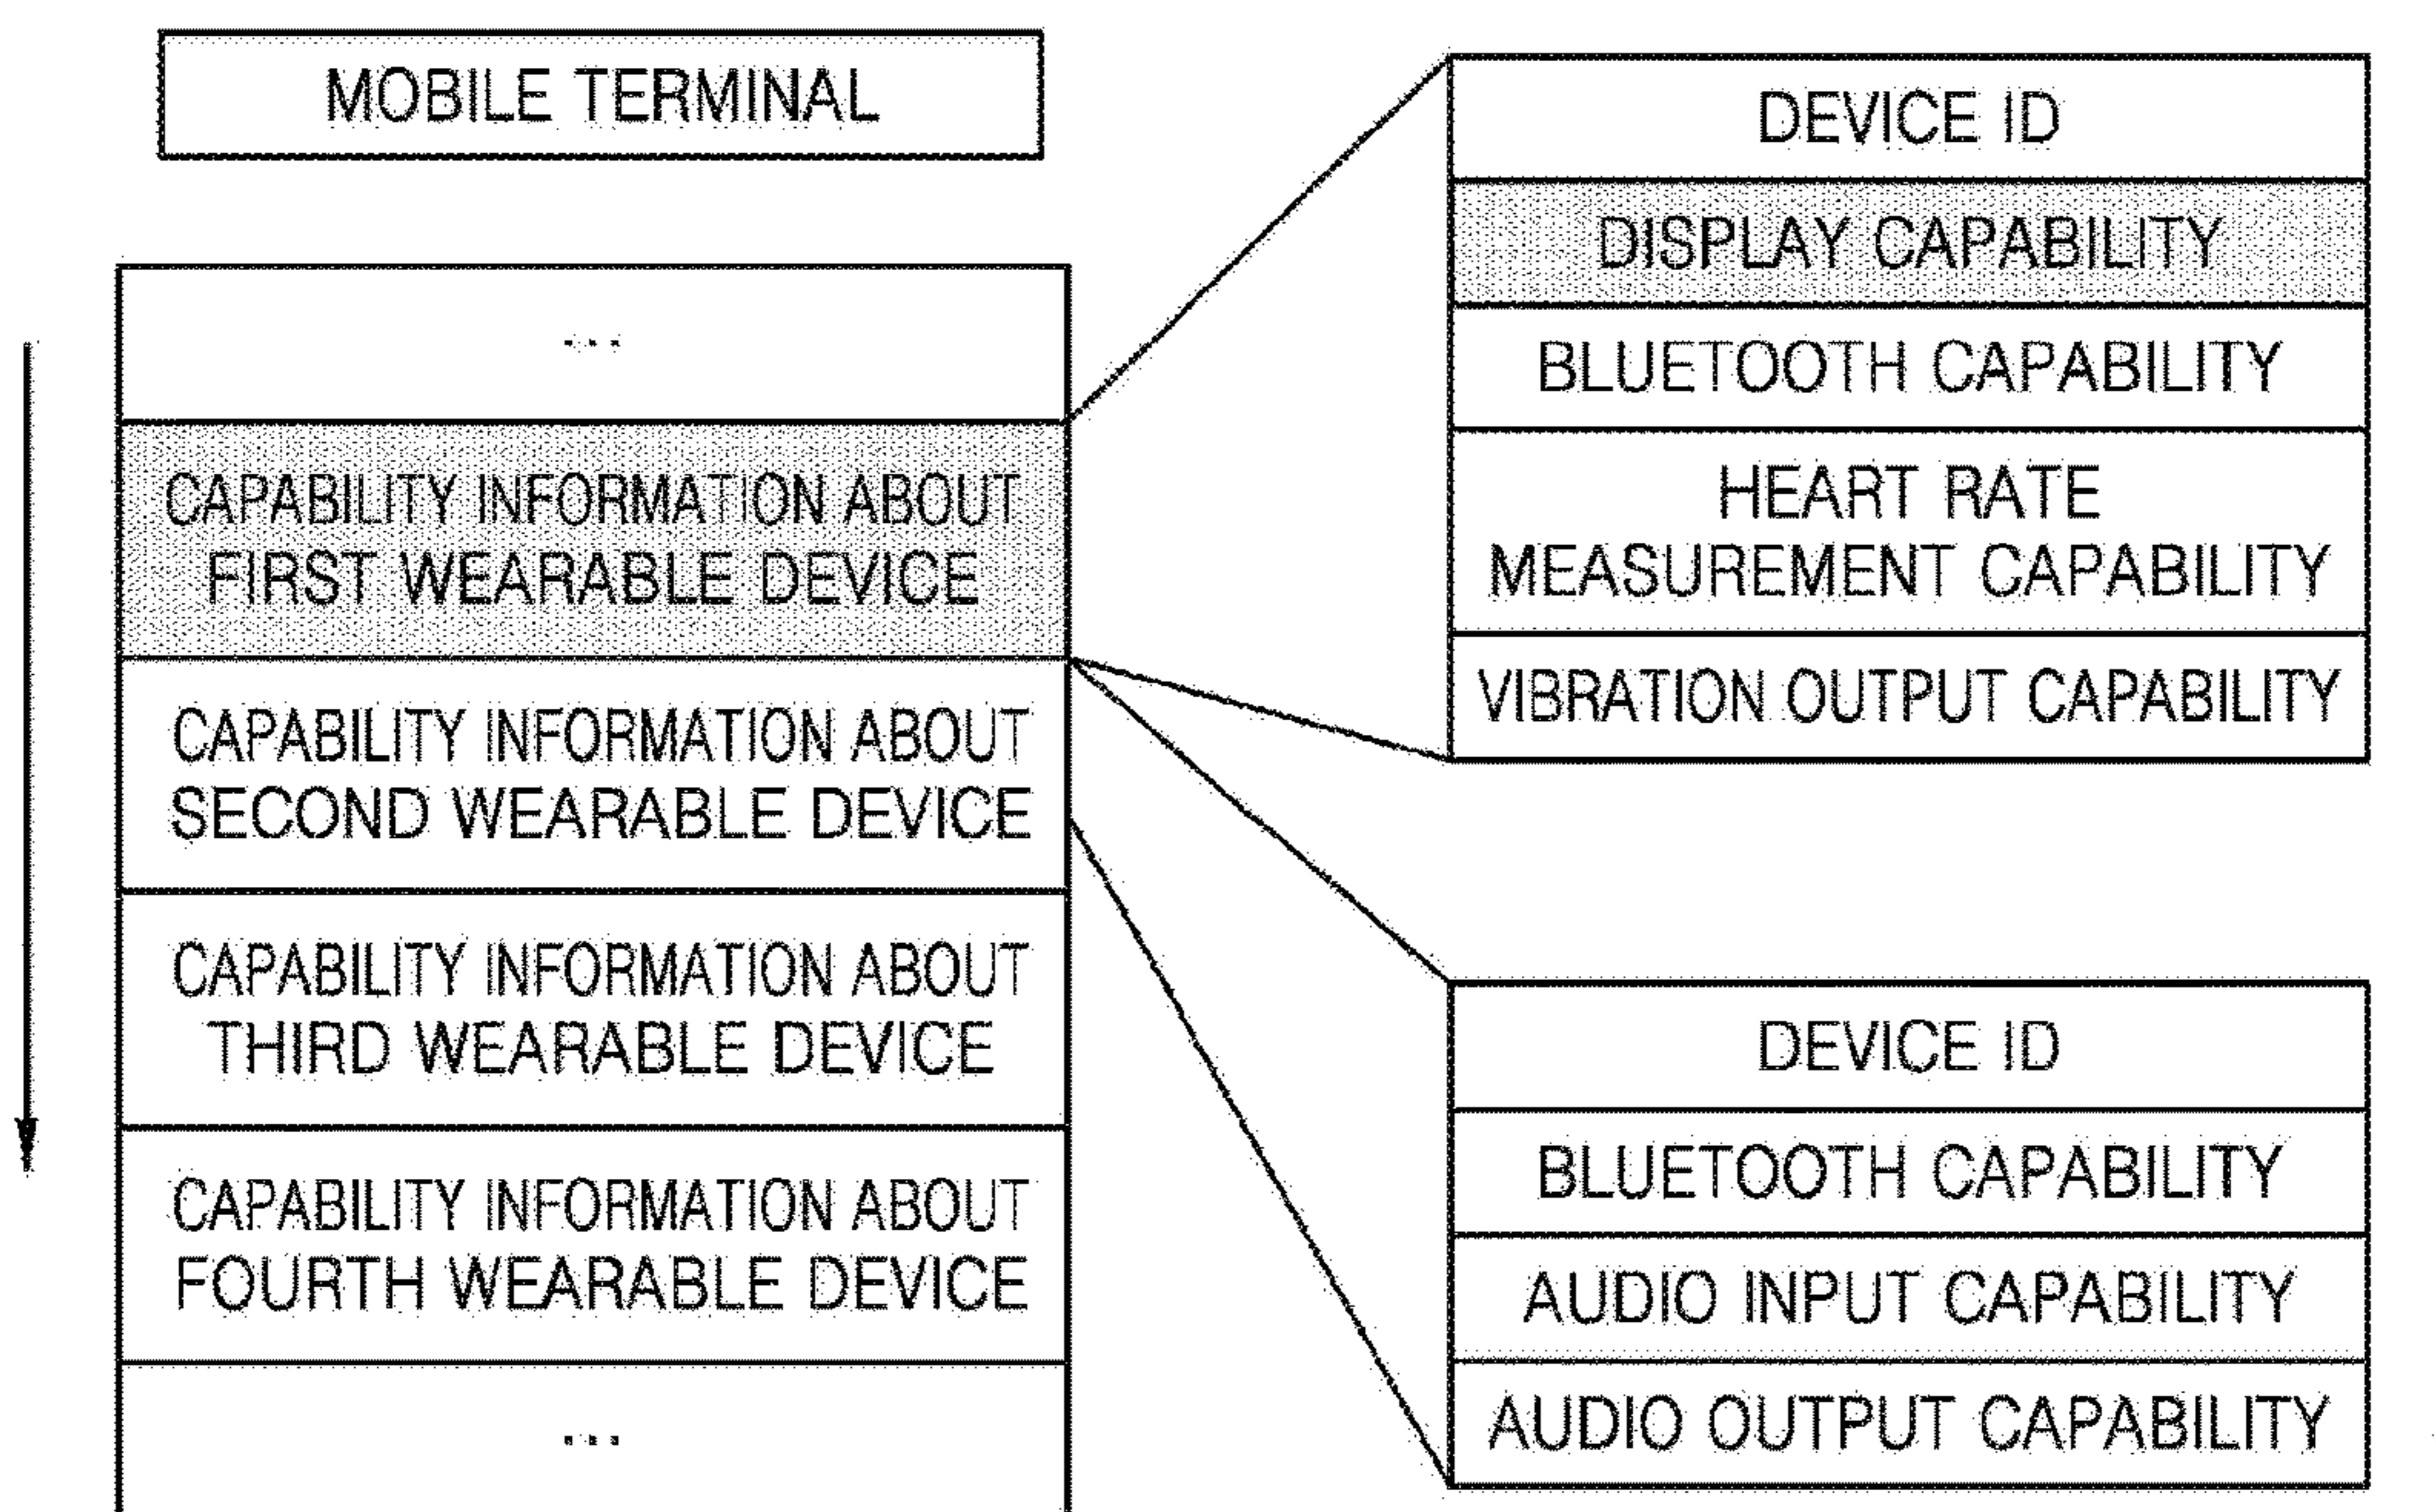 MOBILE TERMINAL
...
CAPABILITY INFORMATION ABOUT
FIRST WEARABLE DEVICE
CAPABILITY INFORMATION ABOUT
SECOND WEARABLE DEVICE
CAPABILITY INFORMATION ABOUT
THIRD WEARABLE DEVICE
CAPABILITY INFORMATION ABOUT
FOURTH WEARABLE DEVICE
...
DEVICE ID
DISPLAY CAPABILITY
BLUETOOTH CAPABILITY
HEART RATE
MEASUREMENT CAPABILITY
VIBRATION OUTPUT CAPABILITY
DEVICE ID
BLUETOOTH CAPABILITY
AUDIO INPUT CAPABILITY
AUDIO OUTPUT CAPABILITY